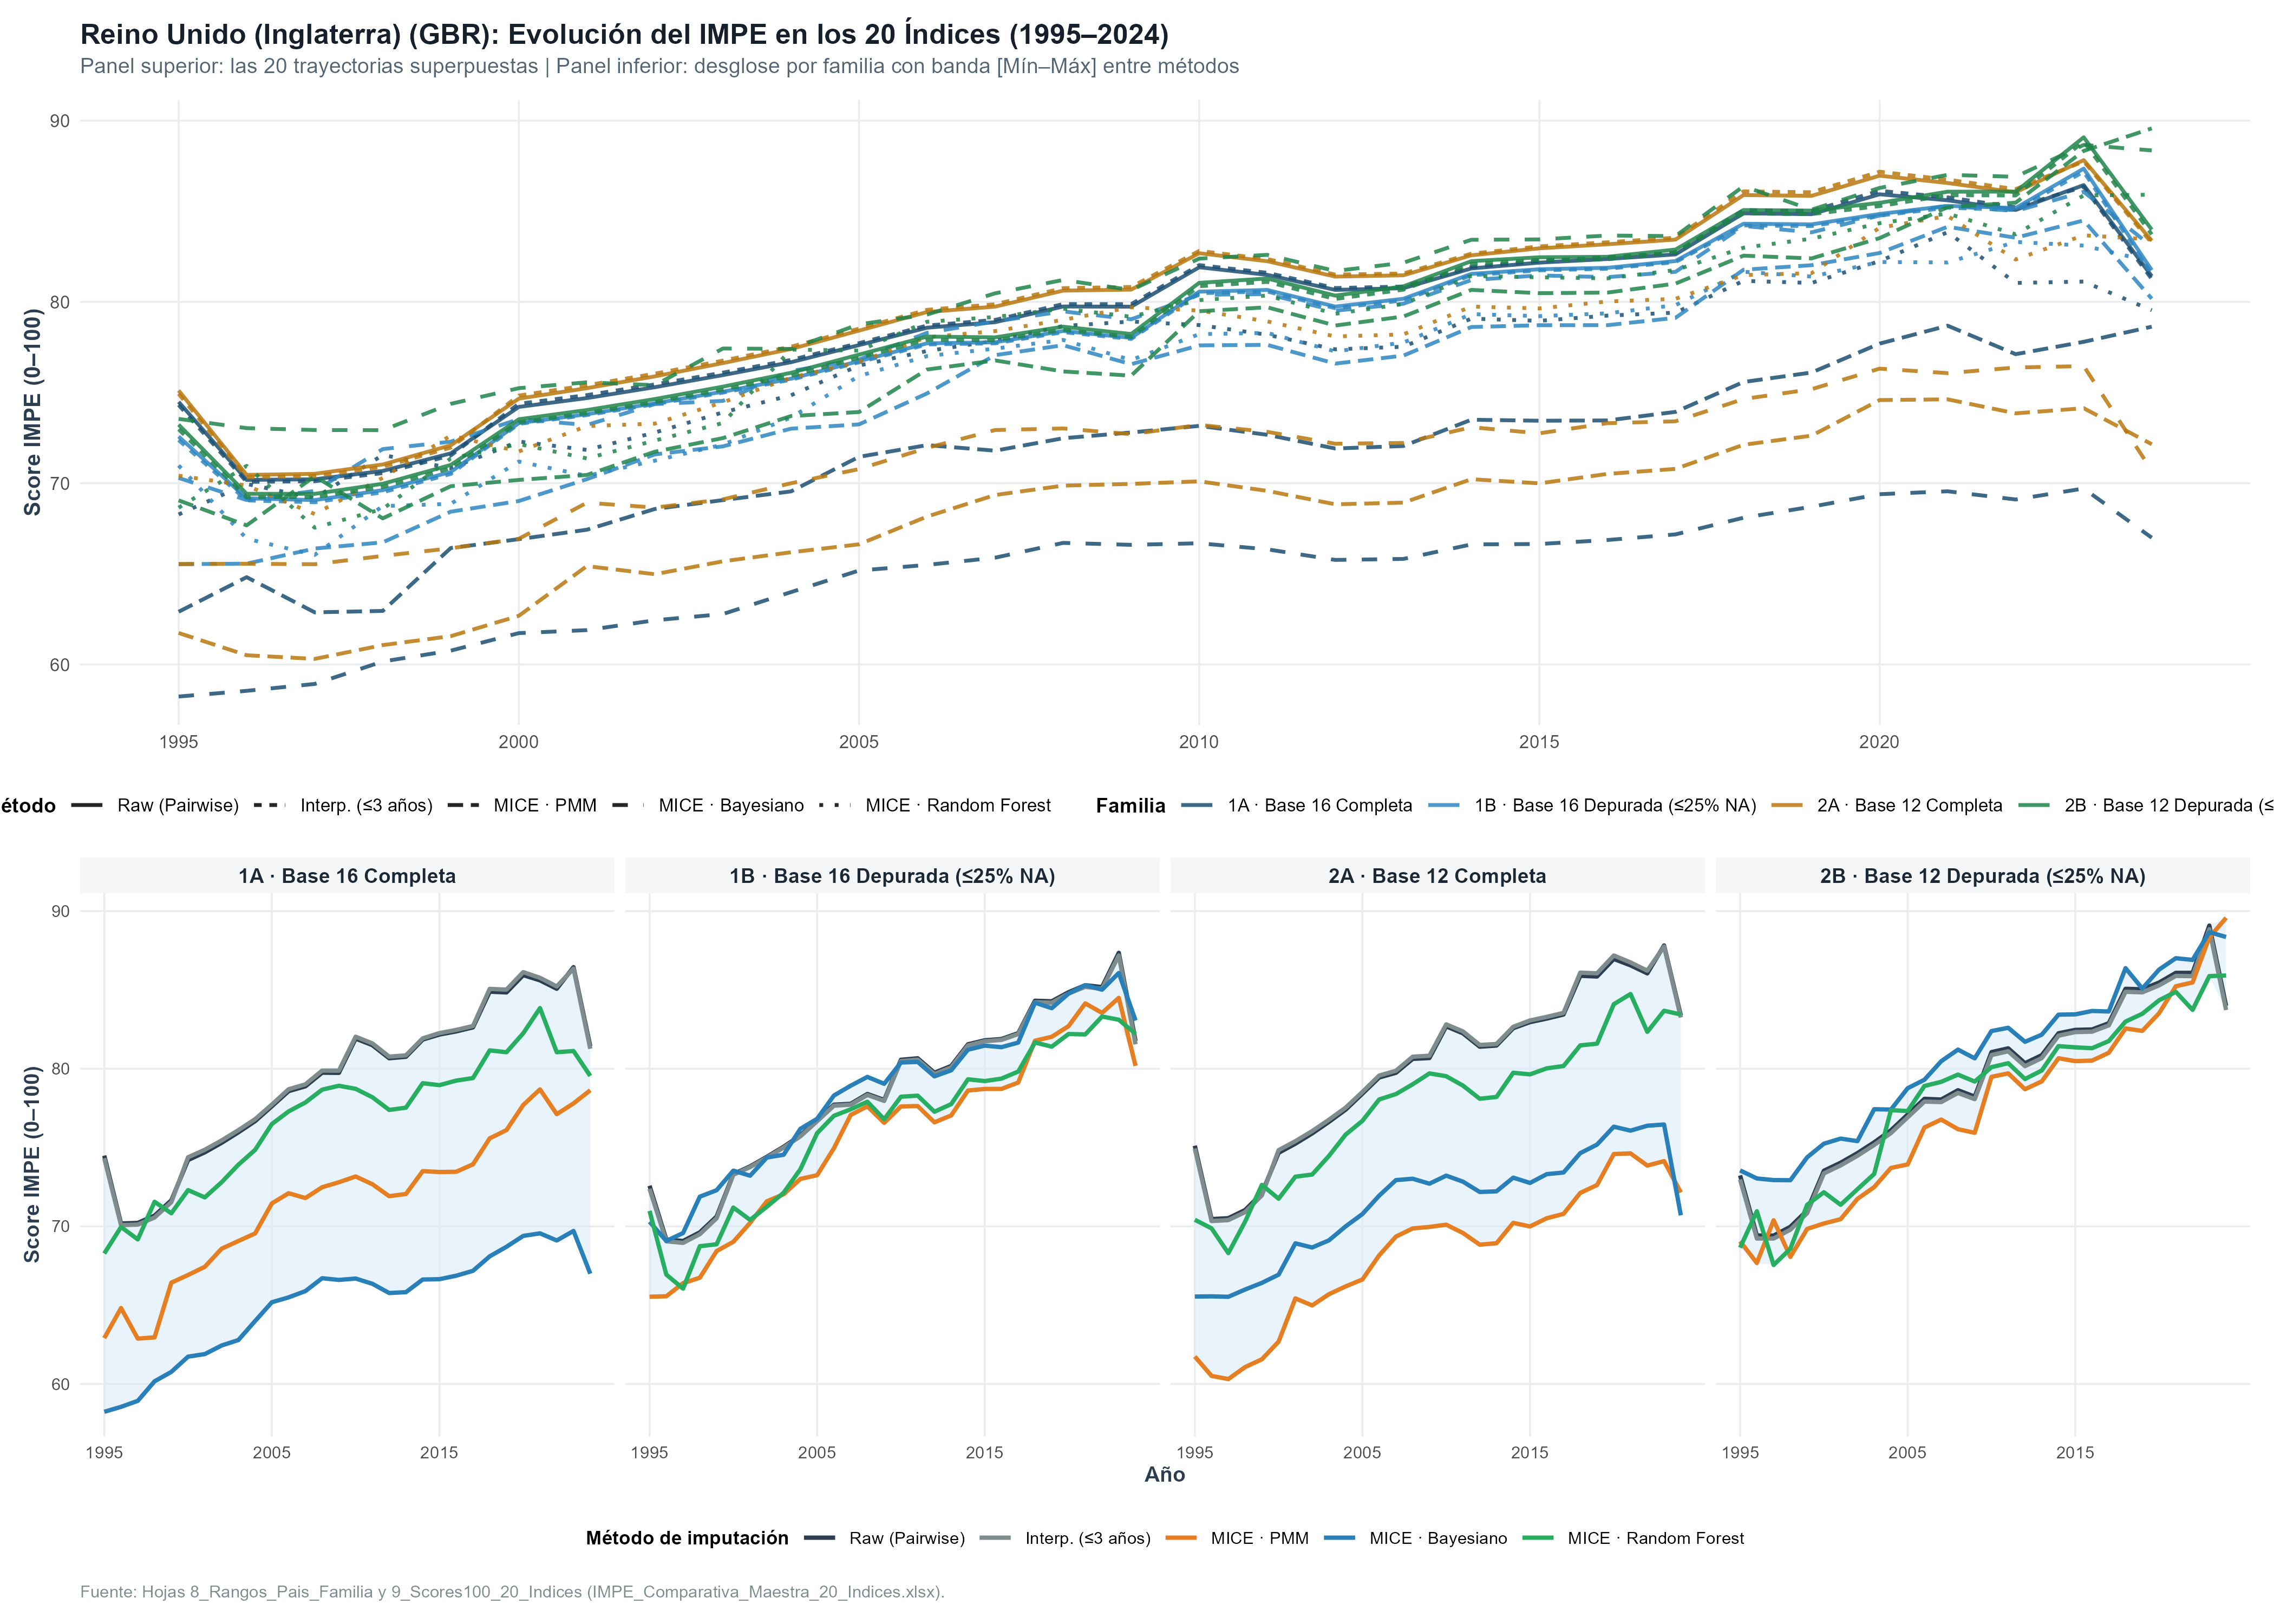 Reino Unido (Inglaterra) (GBR): Evolución del IMPE en los 20 Índices (1995–2024)
Panel superior: las 20 trayectorias superpuestas | Panel inferior: desglose por familia con banda [Mín–Máx] entre métodos
Score IMPE (0–100)
90
80
70
60
1995 2000 2005 2010 2015 2020
étodo Raw (Pairwise) Interp. (≤3 años) MICE · PMM MICE · Bayesiano MICE · Random Forest Familia 1A · Base 16 Completa 1B · Base 16 Depurada (≤25% NA) 2A · Base 12 Completa 2B · Base 12 Depurada (≤
1A · Base 16 Completa 1B · Base 16 Depurada (≤25% NA) 2A · Base 12 Completa 2B · Base 12 Depurada (≤25% NA)
Score IMPE (0–100)
90
80
70
60
1995 2005 2015 1995 2005 2015 1995 2005 2015 1995 2005 2015
Año
Método de imputación Raw (Pairwise) Interp. (≤3 años) MICE · PMM MICE · Bayesiano MICE · Random Forest
Fuente: Hojas 8_Rangos_Pais_Familia y 9_Scores100_20_Indices (IMPE_Comparativa_Maestra_20_Indices.xlsx).